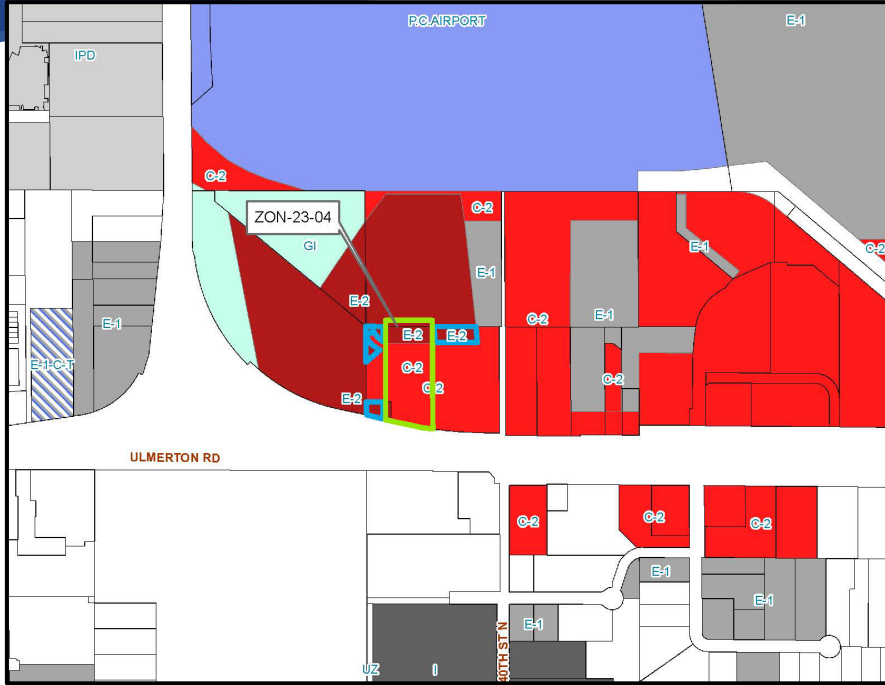 P.C.AIRPORT
E-1
IPD
C-2
ZON-23-04
C-2
GI
E-1
C-2
E-1
E-2
C-2
E-1
E-1
E-2
E-2
C-2
C-2
C-2
E-1-C-T
E-2
ULMERTON RD
C-2
C-2
C-2
E-1
E-1
E-1
40TH ST N
UZ
I